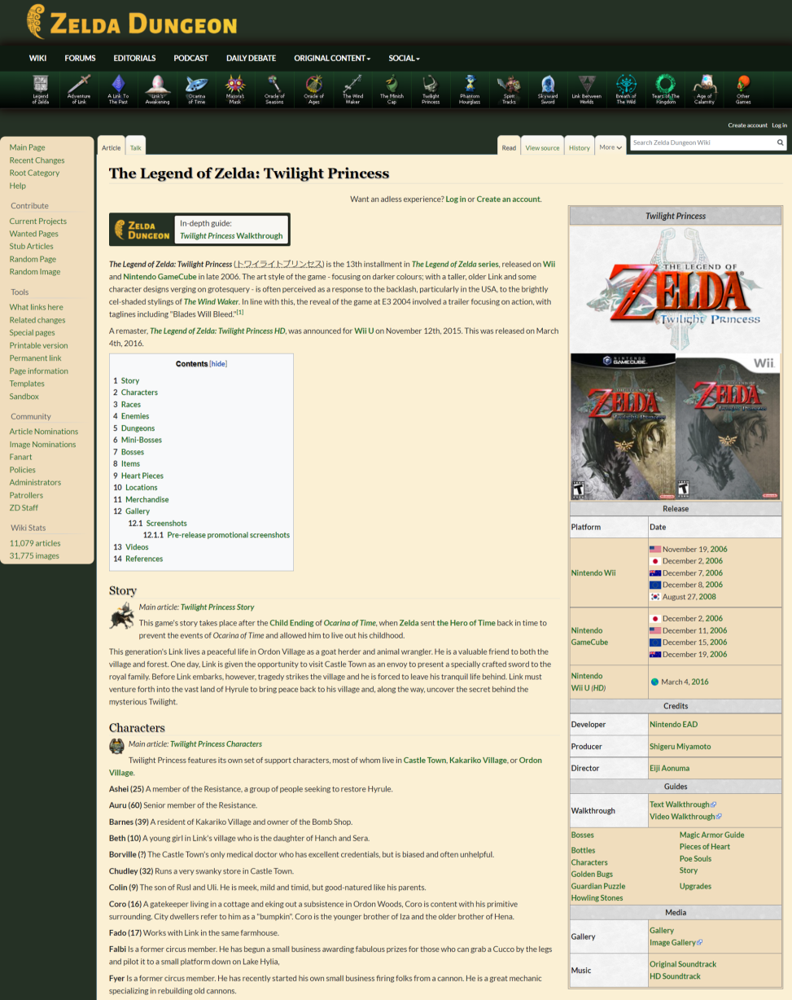 ZELDA DUNGEON
WIKI FORUMS EDITORIALS PODCAST DAILY DEBATE ORIGINAL CONTENT SOCIAL
Legend of Zelda
Adventure of Link
A Link To The Past
Link's Awakening
Ocarina of Time
Majora's Mask
Oracle of Seasons
Oracle of Ages
The Wind Waker
The Minish Cap
Twilight Princess
Phantom Hourglass
Spirit Tracks
Skyward Sword
Link Between Worlds
Breath of The Wild
Tears of The Kingdom
Age of Calamity
Other Games
Create account Log in
Main Page
Recent Changes
Root Category
Help
Contribute
Current Projects
Wanted Pages
Stub Articles
Random Page
Random Image
Tools
What links here
Related changes
Special pages
Printable version
Permanent link
Page information
Templates
Sandbox
Community
Article Nominations
Image Nominations
Fanart
Policies
Administrators
Patrollers
ZD Staff
Wiki Stats
11,079 articles
31,775 images
Article Talk
Read View source History More
Search Zelda Dungeon Wiki
The Legend of Zelda: Twilight Princess
Want an adless experience? Log in or Create an account.
ZELDA DUNGEON
In-depth guide:
Twilight Princess Walkthrough
The Legend of Zelda: Twilight Princess (トワイライトプリンセス) is the 13th installment in The Legend of Zelda series, released on Wii
and Nintendo GameCube in late 2006. The art style of the game - focusing on darker colours; with a taller, older Link and some
character designs verging on grotesquery - is often perceived as a response to the backlash, particularly in the USA, to the brightly
cel-shaded stylings of The Wind Waker. In line with this, the reveal of the game at E3 2004 involved a trailer focusing on action, with
taglines including "Blades Will Bleed."[1]
A remaster, The Legend of Zelda: Twilight Princess HD, was announced for Wii U on November 12th, 2015. This was released on March
4th, 2016.
Contents [hide]
1 Story
2 Characters
3 Races
4 Enemies
5 Dungeons
6 Mini-Bosses
7 Bosses
8 Items
9 Heart Pieces
10 Locations
11 Merchandise
12 Gallery
12.1 Screenshots
12.1.1 Pre-release promotional screenshots
13 Videos
14 References
Story
Main article: Twilight Princess Story
This game's story takes place after the Child Ending of Ocarina of Time, when Zelda sent the Hero of Time back in time to
prevent the events of Ocarina of Time and allowed him to live out his childhood.
This generation's Link lives a peaceful life in Ordon Village as a goat herder and animal wrangler. He is a valuable friend to both the
village and forest. One day, Link is given the opportunity to visit Castle Town as an envoy to present a specially crafted sword to the
royal family. Before Link embarks, however, tragedy strikes the village and he is forced to leave his tranquil life behind. Link must
venture forth into the vast land of Hyrule to bring peace back to his village and, along the way, uncover the secret behind the
mysterious Twilight.
Characters
Main article: Twilight Princess Characters
Twilight Princess features its own set of support characters, most of whom live in Castle Town, Kakariko Village, or Ordon
Village.
Ashei (25) A member of the Resistance, a group of people seeking to restore Hyrule.
Auru (60) Senior member of the Resistance.
Barnes (39) A resident of Kakariko Village and owner of the Bomb Shop.
Beth (10) A young girl in Link's village who is the daughter of Hanch and Sera.
Borville (?) The Castle Town's only medical doctor who has excellent credentials, but is biased and often unhelpful.
Chudley (32) Runs a very swanky store in Castle Town.
Colin (9) The son of Rusl and Uli. He is meek, mild and timid, but good-natured like his parents.
Coro (16) A gatekeeper living in a cottage and eking out a subsistence in Ordon Woods, Coro is content with his primitive
surrounding. City dwellers refer to him as a "bumpkin". Coro is the younger brother of Iza and the older brother of Hena.
Fado (17) Works with Link in the same farmhouse.
Falbi Is a former circus member. He has begun a small business awarding fabulous prizes for those who can grab a Cucco by the legs
and pilot it to a small platform down on Lake Hylia,
Fyer Is a former circus member. He has recently started his own small business firing folks from a cannon. He is a great mechanic
specializing in rebuilding old cannons.
Twilight Princess
THE LEGEND OF
ZELDA
Twilight Princess
NINTENDO GAMECUBE
THE LEGEND OF
ZELDA
Twilight Princess
T
Nintendo
Wii
THE LEGEND OF
ZELDA
Twilight Princess
T
Nintendo
Release
Platform Date
Nintendo Wii
November 19, 2006
December 2, 2006
December 7, 2006
December 8, 2006
August 27, 2008
Nintendo
GameCube
December 2, 2006
December 11, 2006
December 15, 2006
December 19, 2006
Nintendo
Wii U (HD)
March 4, 2016
Credits
Developer Nintendo EAD
Producer Shigeru Miyamoto
Director Eiji Aonuma
Guides
Walkthrough
Text Walkthrough
Video Walkthrough
Bosses
Bottles
Characters
Golden Bugs
Guardian Puzzle
Howling Stones
Magic Armor Guide
Pieces of Heart
Poe Souls
Story
Upgrades
Media
Gallery
Gallery
Image Gallery
Music
Original Soundtrack
HD Soundtrack